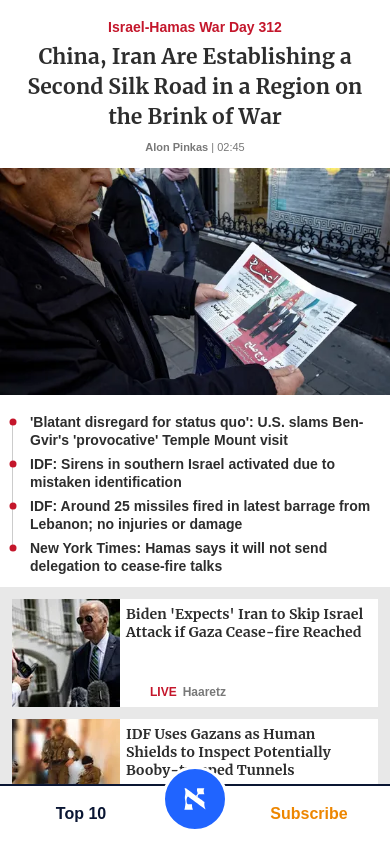 Israel-Hamas War Day 312
China, Iran Are Establishing a
Second Silk Road in a Region on
the Brink of War
Alon Pinkas | 02:45
'Blatant disregard for status quo': U.S. slams Ben-
Gvir's 'provocative' Temple Mount visit
IDF: Sirens in southern Israel activated due to
mistaken identification
IDF: Around 25 missiles fired in latest barrage from
Lebanon; no injuries or damage
New York Times: Hamas says it will not send
delegation to cease-fire talks
Biden 'Expects' Iran to Skip Israel
Attack if Gaza Cease-fire Reached
LIVE Haaretz
IDF Uses Gazans as Human
Shields to Inspect Potentially
Tunnels
Top 10
Subscribe